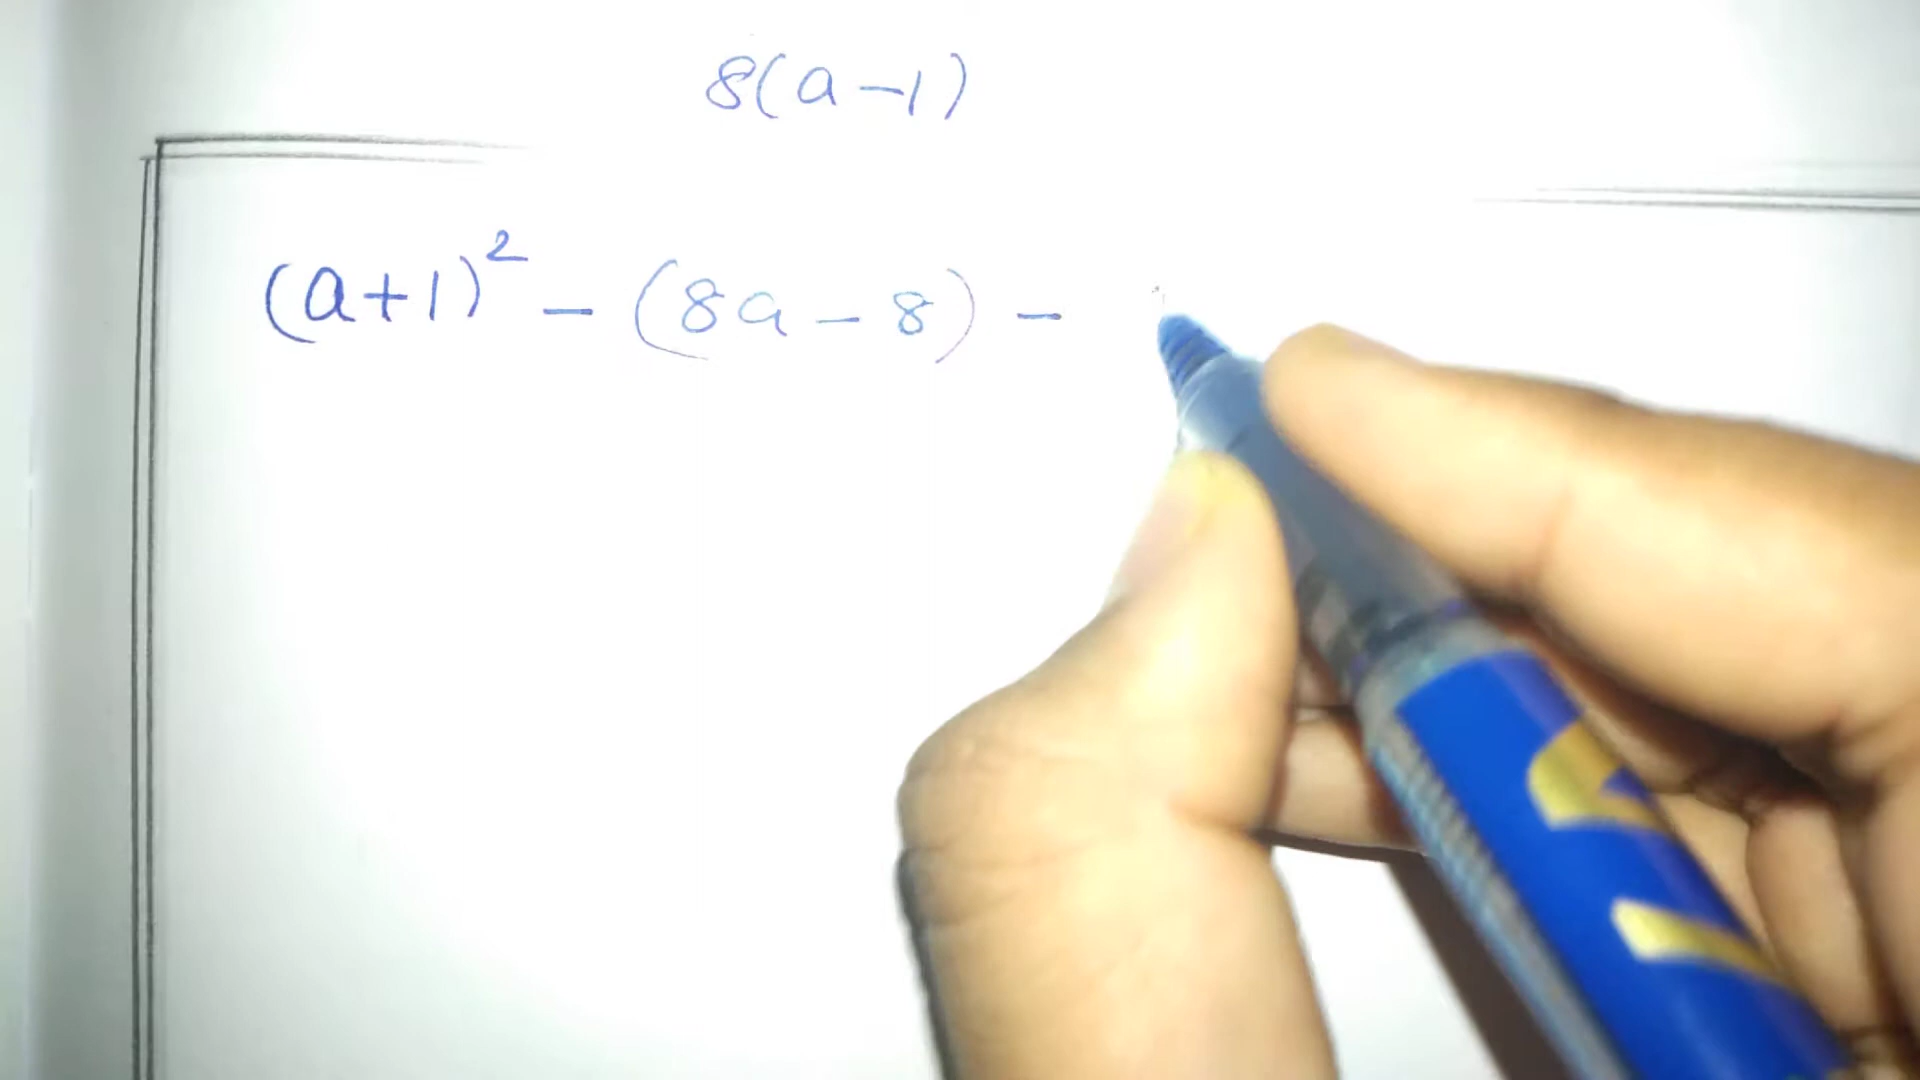 8(a-1)
(a+1)² - (8a - 8) -